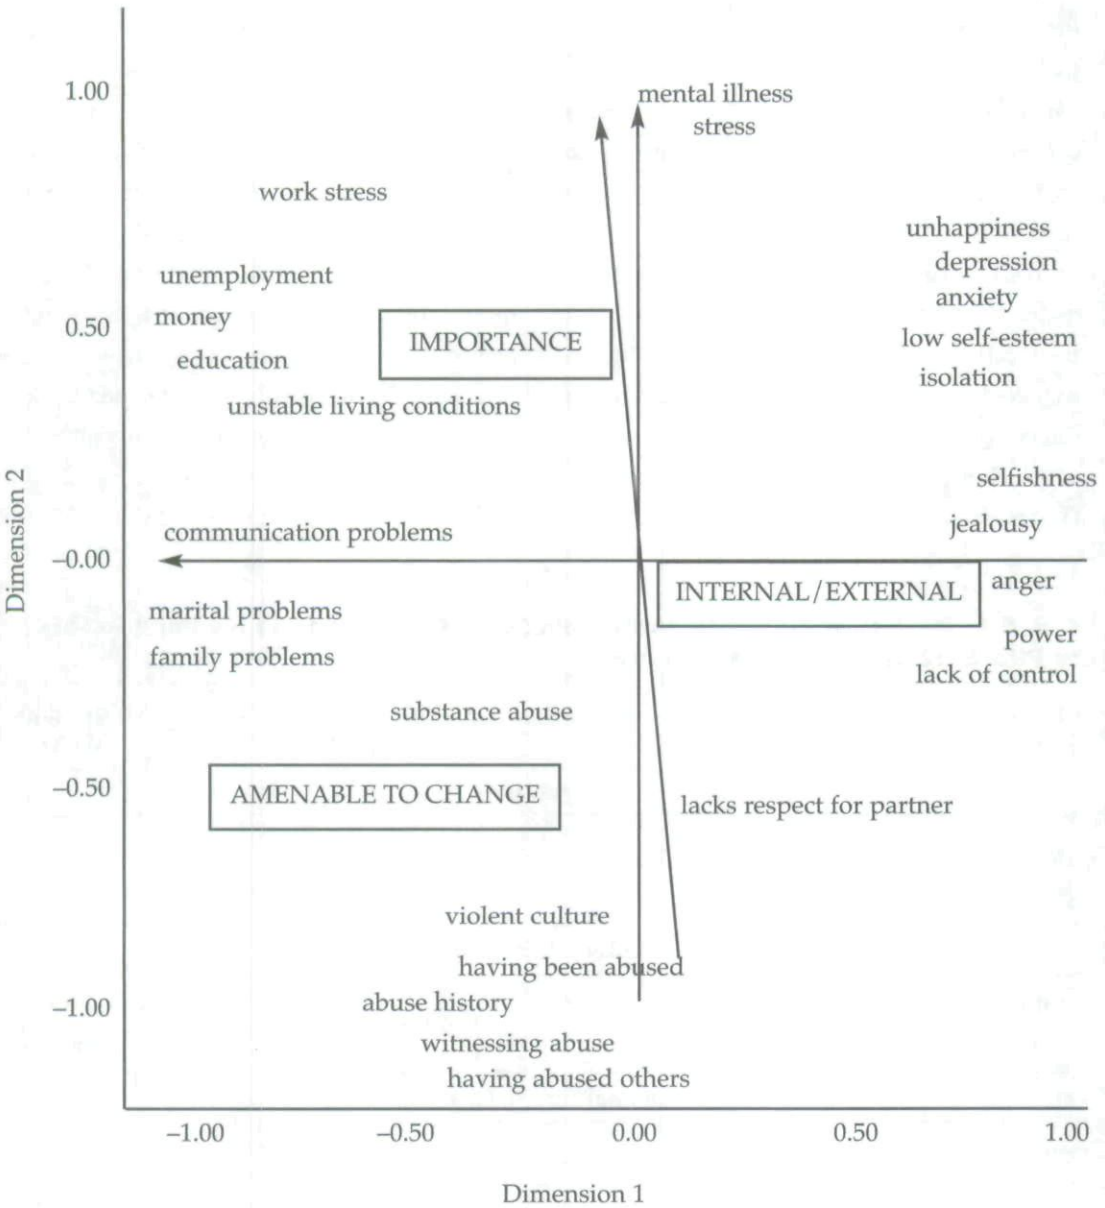 1.00
mental illness
stress
work stress
unhappiness
depression
unemployment
anxiety
money
0.50
IMPORTANCE
low self-esteem
education
isolation
unstable living conditions
selfishness
jealousy
communication problems
Dimension 2
–0.00
anger
INTERNAL/EXTERNAL
marital problems
power
family problems
lack of control
substance abuse
–0.50
AMENABLE TO CHANGE
lacks respect for partner
violent culture
having been abused
–1.00
abuse history
witnessing abuse
having abused others
–1.00 –0.50 0.00 0.50 1.00
Dimension 1